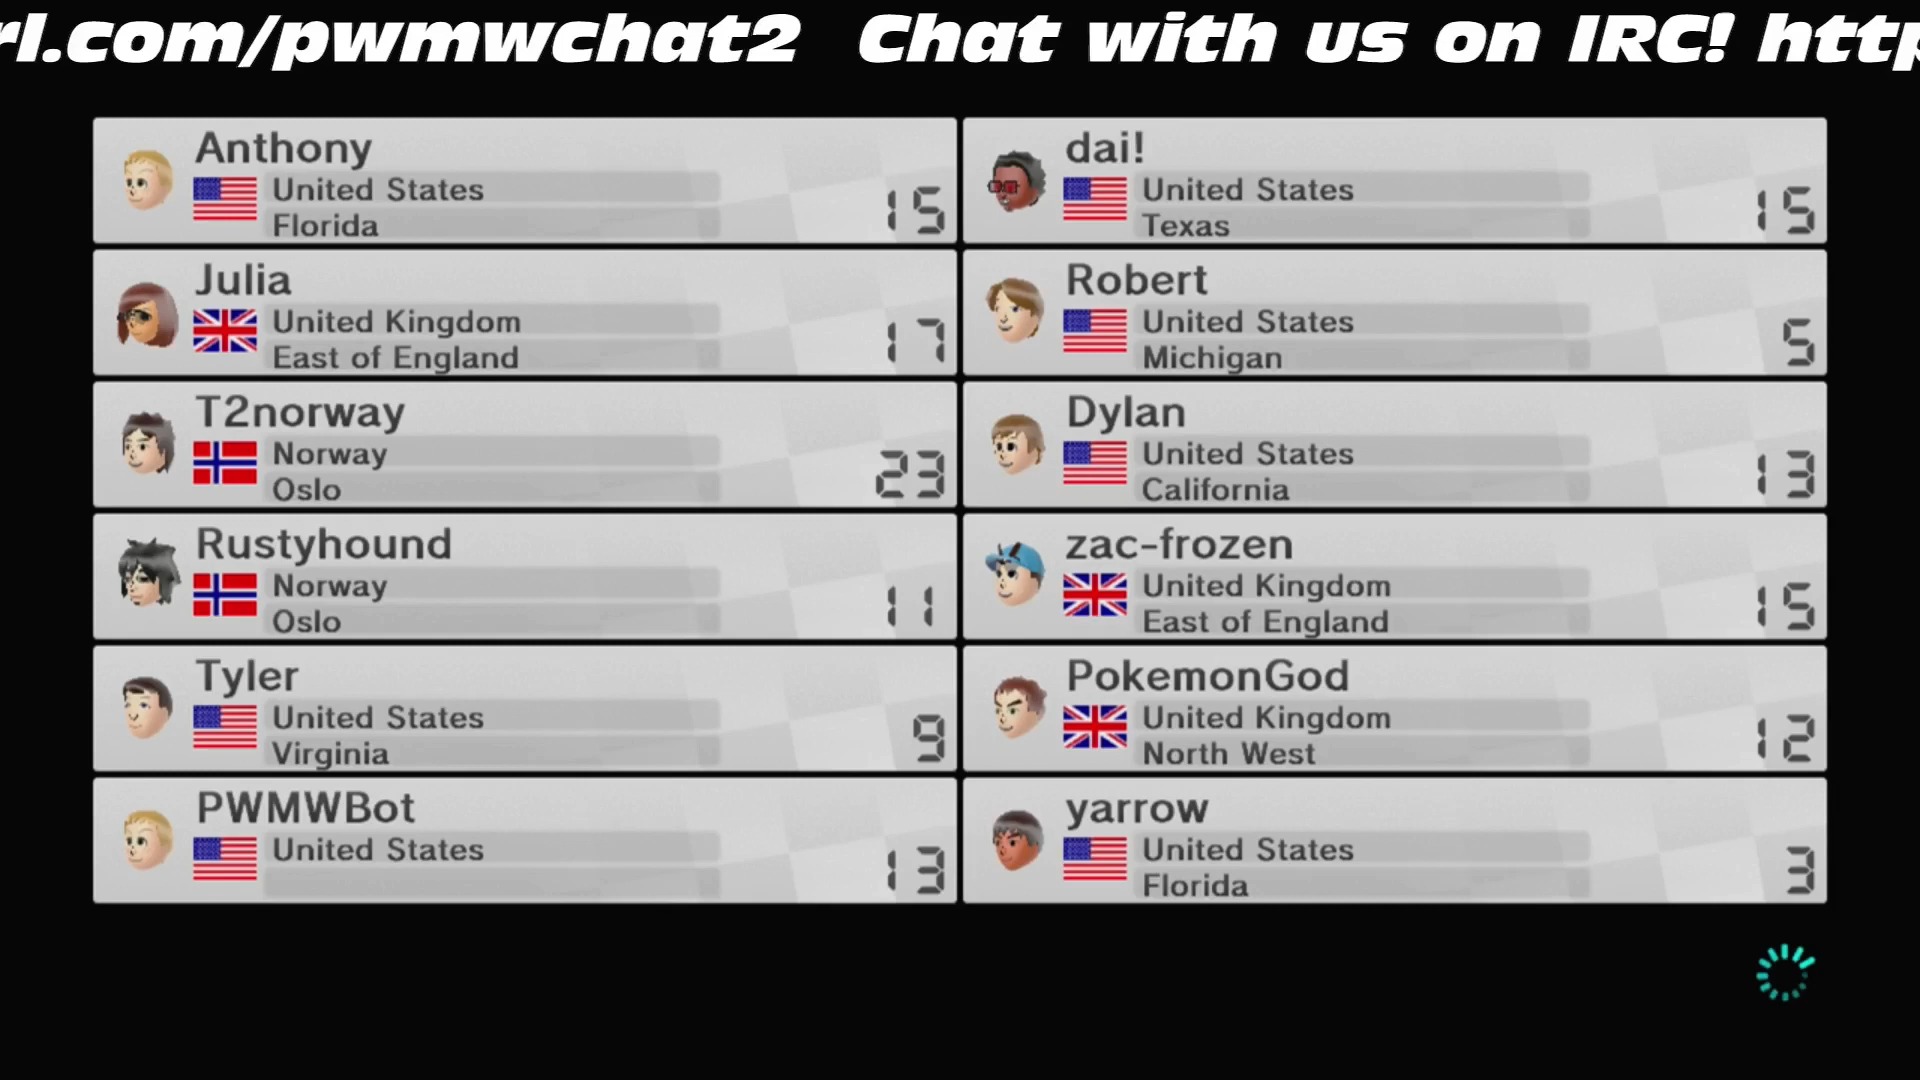 rl.com/pwmwchat2 Chat with us on IRC! http
Anthony
United States
Florida
15
dai!
United States
Texas
15
Julia
United Kingdom
East of England
17
Robert
United States
Michigan
5
T2norway
Norway
Oslo
23
Dylan
United States
California
13
Rustyhound
Norway
Oslo
11
zac-frozen
United Kingdom
East of England
15
Tyler
United States
Virginia
9
PokemonGod
United Kingdom
North West
12
PWMWBot
United States
13
yarrow
United States
Florida
3